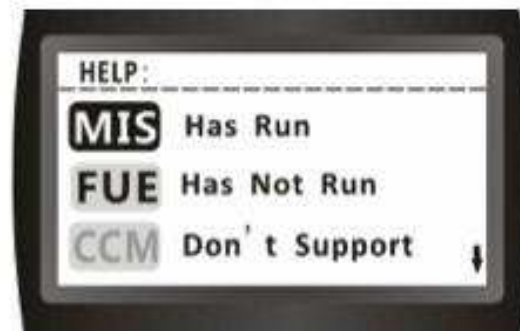 HELP:
MIS Has Run
FUE Has Not Run
CCM Don't Support